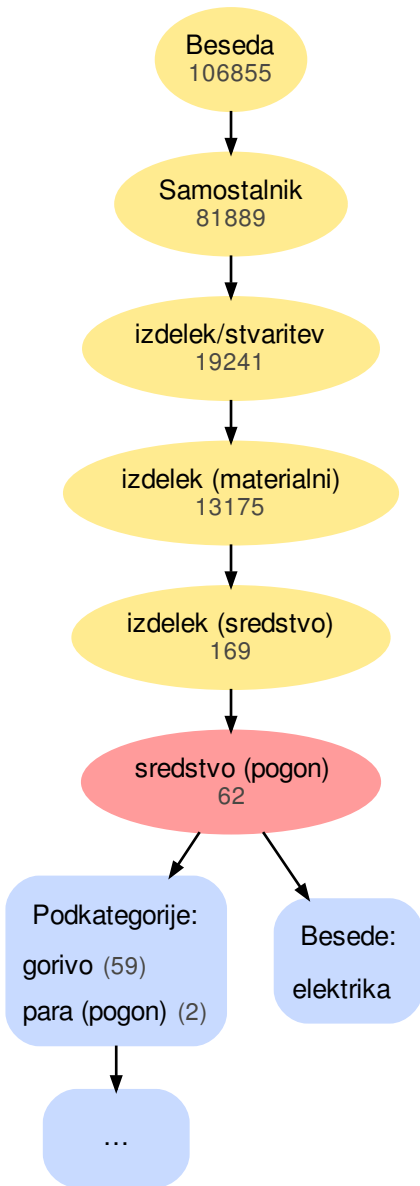 Beseda
106855
Samostalnik
81889
izdelek/stvaritev
19241
izdelek (materialni)
13175
izdelek (sredstvo)
169
sredstvo (pogon)
62
Podkategorije:
gorivo (59)
para (pogon) (2)
Besede:
elektrika
...